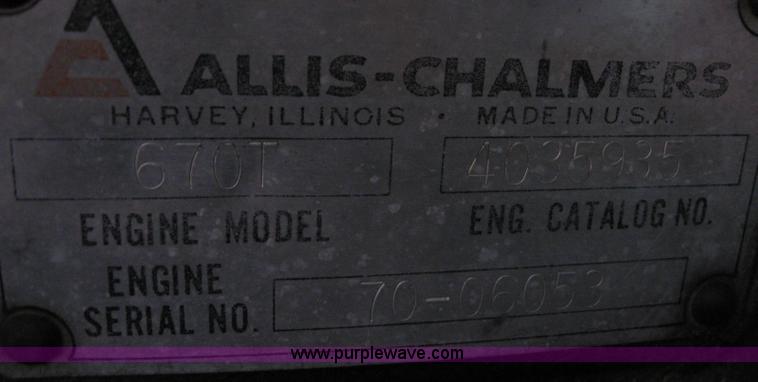 ALLIS-CHALMERS
HARVEY, ILLINOIS · MADE IN U.S.A.
670T 4035935
ENGINE MODEL ENG. CATALOG NO.
ENGINE
SERIAL NO. 70-06053
www.purplewave.com